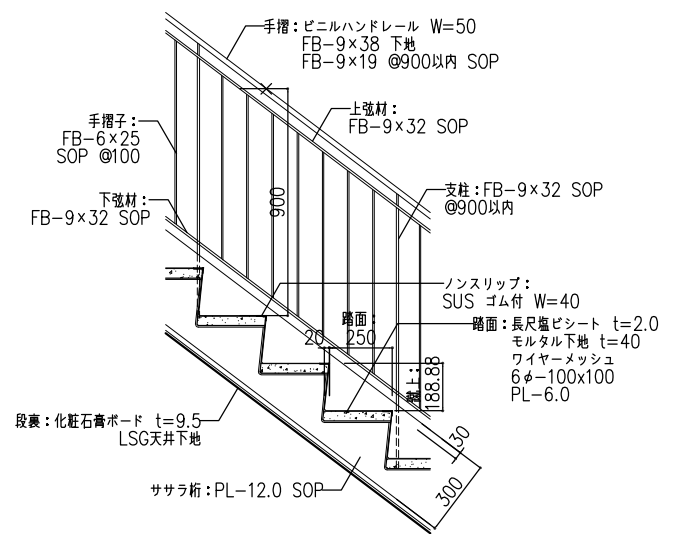 手摺：ビニルハンドレール W=50
FB-9×38 下地
FB-9×19 @900以内 SOP
上弦材：
FB-9×32 SOP
手摺子：
FB-6×25
SOP @100
下弦材：
FB-9×32 SOP
900
支柱：FB-9×32 SOP
@900以内
ノンスリップ：
SUS ゴム付 W=40
踏面：
20 250
蹴上：
188.88
踏面：長尺塩ビシート t=2.0
モルタル下地 t=40
ワイヤーメッシュ
6φ-100x100
PL-6.0
段裏：化粧石膏ボード t=9.5
LSG天井下地
30
300
ササラ桁：PL-12.0 SOP